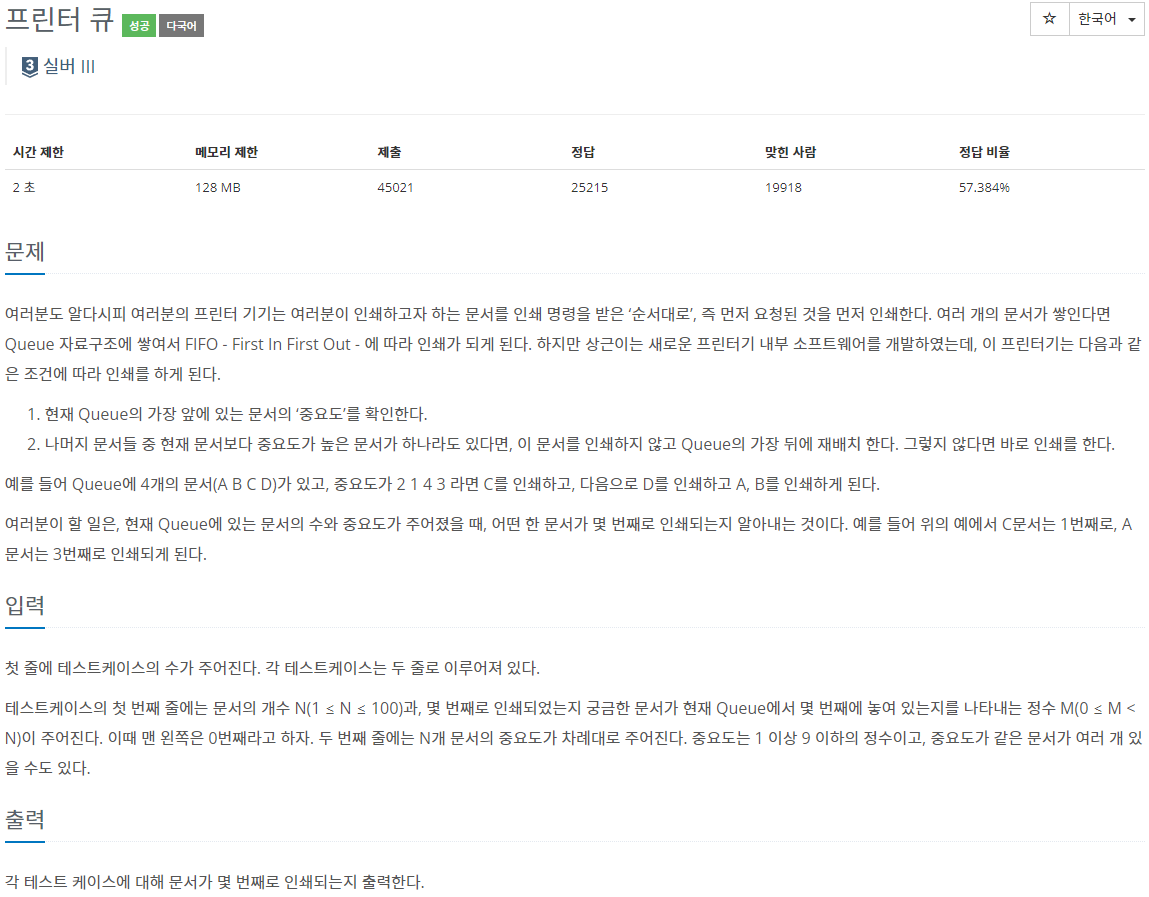 프린터 큐 성공 다국어
☆ 한국어
3 실버 III
시간 제한 메모리 제한 제출 정답 맞힌 사람 정답 비율
2 초 128 MB 45021 25215 19918 57.384%
문제
여러분도 알다시피 여러분의 프린터 기기는 여러분이 인쇄하고자 하는 문서를 인쇄 명령을 받은 ‘순서대로’, 즉 먼저 요청된 것을 먼저 인쇄한다. 여러 개의 문서가 쌓인다면
Queue 자료구조에 쌓여서 FIFO - First In First Out - 에 따라 인쇄가 되게 된다. 하지만 상근이는 새로운 프린터기 내부 소프트웨어를 개발하였는데, 이 프린터기는 다음과 같
은 조건에 따라 인쇄를 하게 된다.
1. 현재 Queue의 가장 앞에 있는 문서의 ‘중요도’를 확인한다.
2. 나머지 문서들 중 현재 문서보다 중요도가 높은 문서가 하나라도 있다면, 이 문서를 인쇄하지 않고 Queue의 가장 뒤에 재배치 한다. 그렇지 않다면 바로 인쇄를 한다.
예를 들어 Queue에 4개의 문서(A B C D)가 있고, 중요도가 2 1 4 3 라면 C를 인쇄하고, 다음으로 D를 인쇄하고 A, B를 인쇄하게 된다.
여러분이 할 일은, 현재 Queue에 있는 문서의 수와 중요도가 주어졌을 때, 어떤 한 문서가 몇 번째로 인쇄되는지 알아내는 것이다. 예를 들어 위의 예에서 C문서는 1번째로, A
문서는 3번째로 인쇄되게 된다.
입력
첫 줄에 테스트케이스의 수가 주어진다. 각 테스트케이스는 두 줄로 이루어져 있다.
테스트케이스의 첫 번째 줄에는 문서의 개수 N(1 ≤ N ≤ 100)과, 몇 번째로 인쇄되었는지 궁금한 문서가 현재 Queue에서 몇 번째에 놓여 있는지를 나타내는 정수 M(0 ≤ M <
N)이 주어진다. 이때 맨 왼쪽은 0번째라고 하자. 두 번째 줄에는 N개 문서의 중요도가 차례대로 주어진다. 중요도는 1 이상 9 이하의 정수이고, 중요도가 같은 문서가 여러 개 있
을 수도 있다.
출력
각 테스트 케이스에 대해 문서가 몇 번째로 인쇄되는지 출력한다.